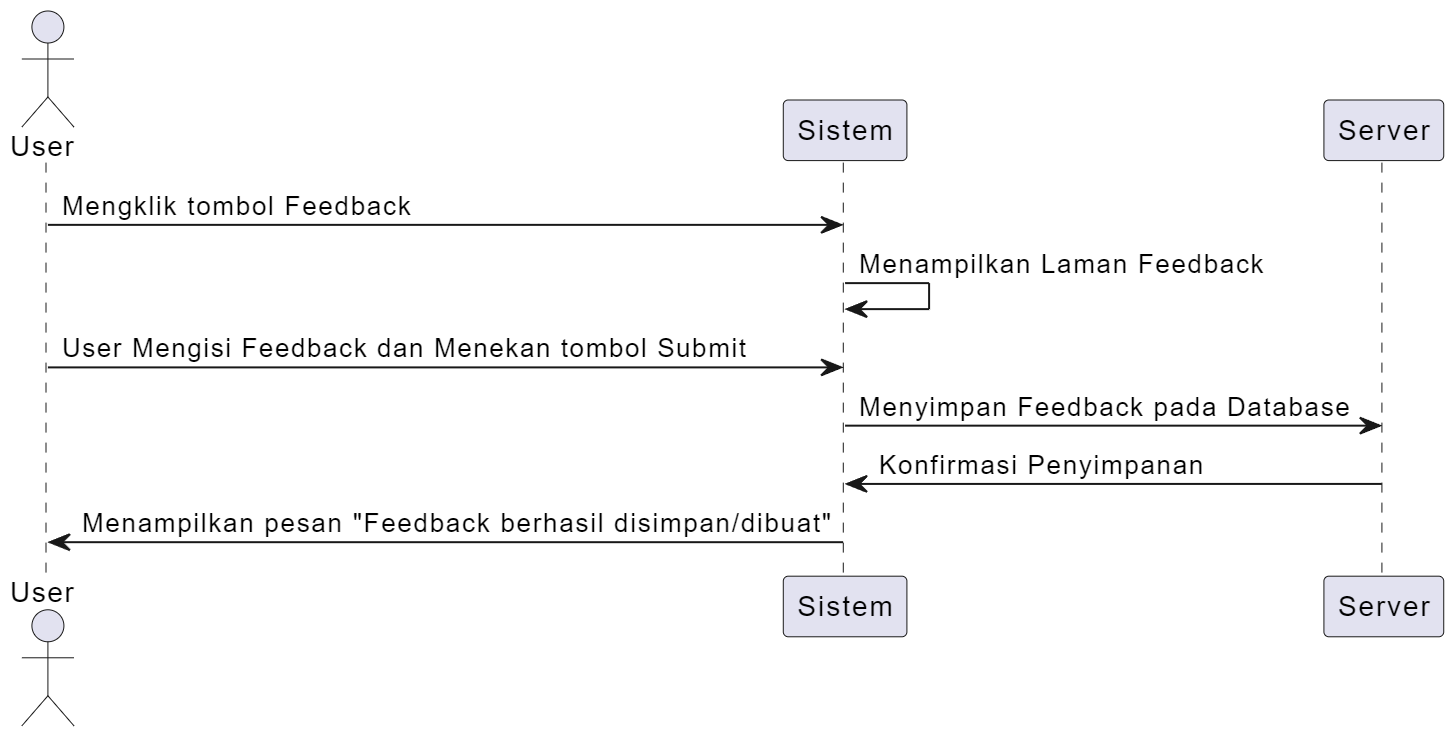 User
Sistem
Server
Mengklik tombol Feedback
Menampilkan Laman Feedback
User Mengisi Feedback dan Menekan tombol Submit
Menyimpan Feedback pada Database
Konfirmasi Penyimpanan
Menampilkan pesan "Feedback berhasil disimpan/dibuat"
User
Sistem
Server